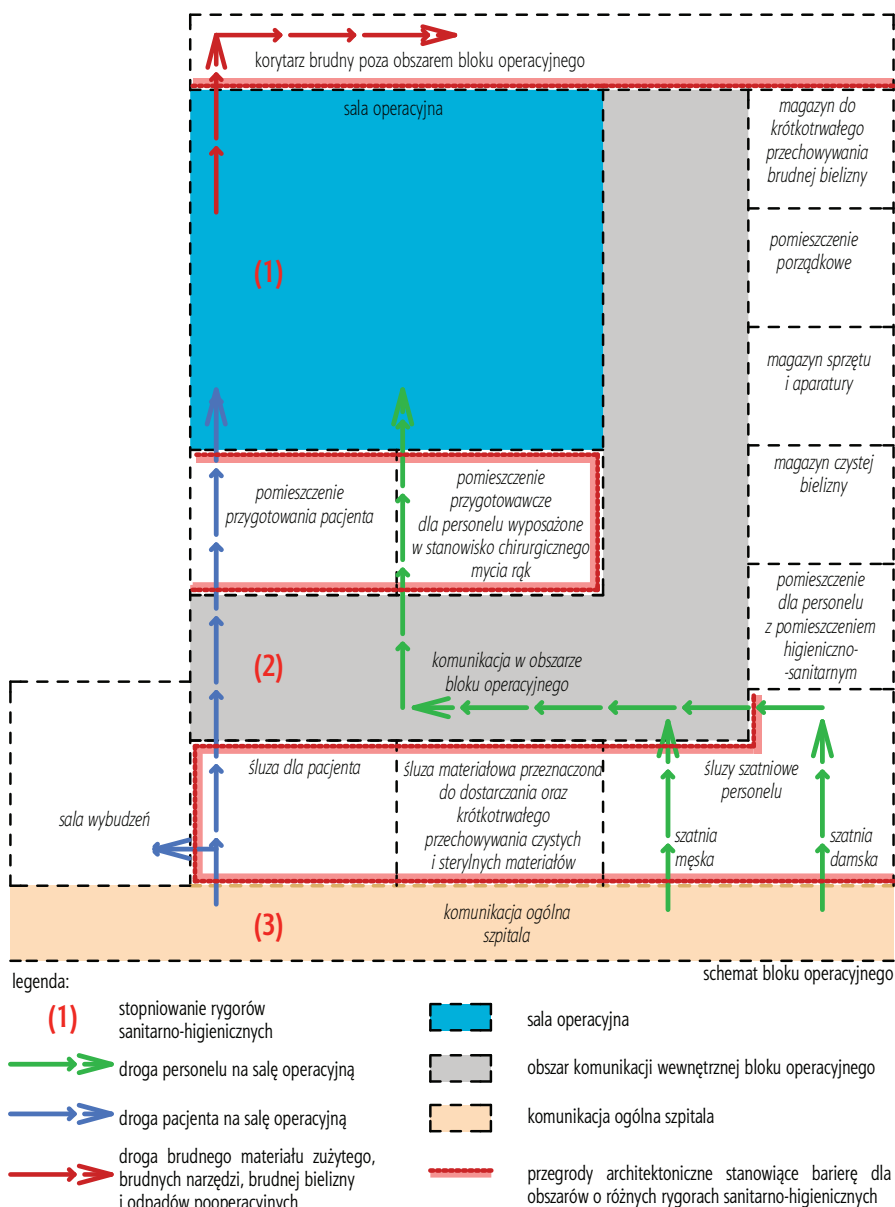 korytarz brudny poza obszarem bloku operacyjnego
sala operacyjna
(1)
magazyn do
krótkotrwałego
przechowywania
brudnej bielizny
pomieszczenie
porządkowe
magazyn sprzętu
i aparatury
magazyn czystej
bielizny
pomieszczenie
przygotowania pacjenta
pomieszczenie
przygotowawcze
dla personelu wyposażone
w stanowisko chirurgicznego
mycia rąk
pomieszczenie
dla personelu
z pomieszczeniem
higieniczno-
-sanitarnym
(2)
komunikacja w obszarze
bloku operacyjnego
sala wybudzeń
śluza dla pacjenta
śluza materiałowa przeznaczona
do dostarczania oraz
krótkotrwałego
przechowywania czystych
i sterylnych materiałów
śluzy szatniowe
personelu
szatnia
męska
szatnia
damska
(3)
komunikacja ogólna
szpitala
schemat bloku operacyjnego
legenda:
(1)
stopniowanie rygorów
sanitarno-higienicznych
droga personelu na salę operacyjną
droga pacjenta na salę operacyjną
droga brudnego materiału zużytego,
brudnych narzędzi, brudnej bielizny
i odpadów pooperacyjnych
sala operacyjna
obszar komunikacji wewnętrznej bloku operacyjnego
komunikacja ogólna szpitala
przegrody architektoniczne stanowiące barierę dla
obszarów o różnych rygorach sanitarno-higienicznych